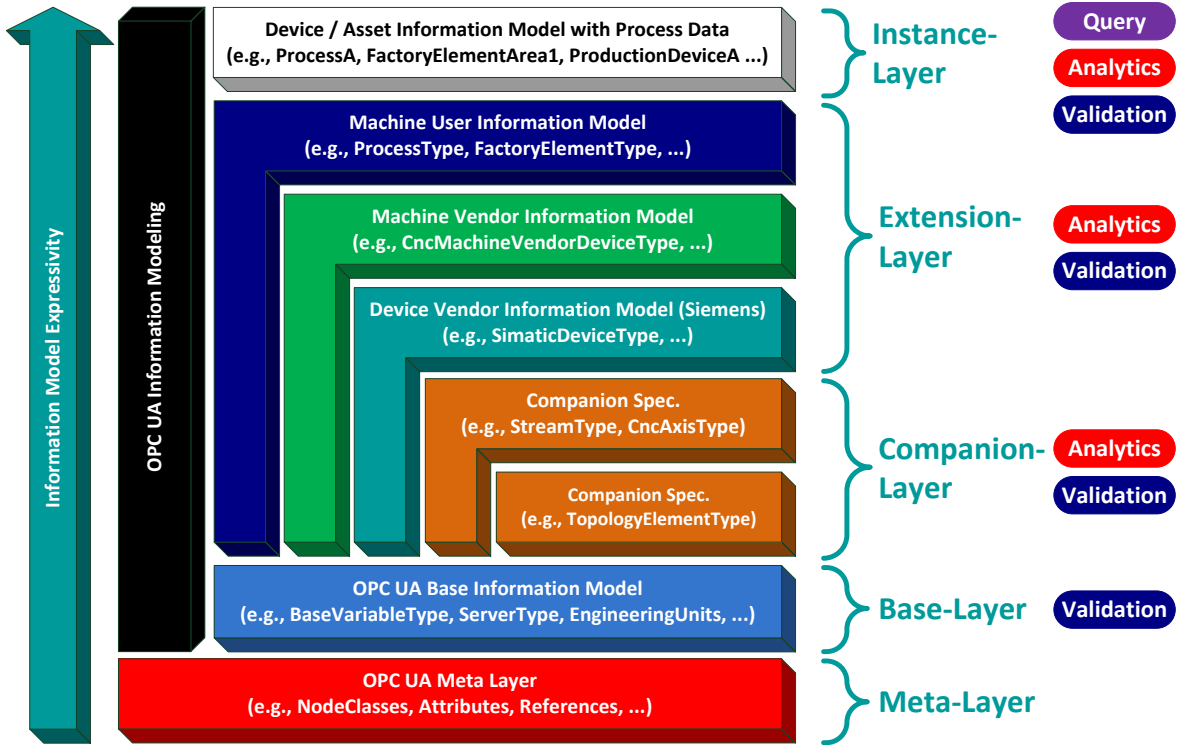 Information Model Expressivity
OPC UA Information Modeling
Device / Asset Information Model with Process Data
(e.g., ProcessA, FactoryElementArea1, ProductionDeviceA ...)
Instance-
Layer
Query
Analytics
Validation
Machine User Information Model
(e.g., ProcessType, FactoryElementType, ...)
Machine Vendor Information Model
(e.g., CncMachineVendorDeviceType, ...)
Device Vendor Information Model (Siemens)
(e.g., SimaticDeviceType, ...)
Extension-
Layer
Analytics
Validation
Companion Spec.
(e.g., StreamType, CncAxisType)
Companion Spec.
(e.g., TopologyElementType)
Companion-
Layer
Analytics
Validation
OPC UA Base Information Model
(e.g., BaseVariableType, ServerType, EngineeringUnits, ...)
Base-Layer
Validation
OPC UA Meta Layer
(e.g., NodeClasses, Attributes, References, ...)
Meta-Layer